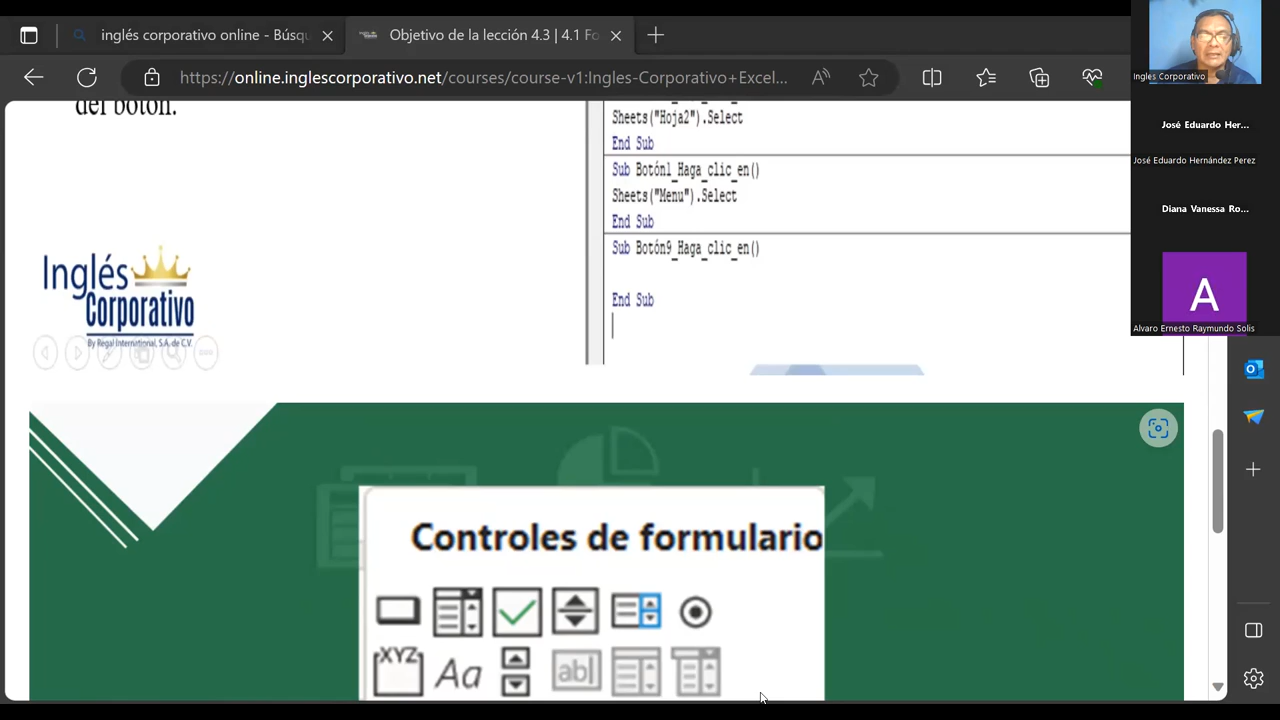 inglés corporativo online - Búsqu
Objetivo de la lección 4.3 | 4.1 Fo
https://online.inglescorporativo.net/courses/course-v1:Ingles-Corporativo+Excel...
Ingles Corporativo
del botón.
Sheets("Hoja2").Select
End Sub
Sub Botón1_Haga_clic_en()
Sheets("Menu").Select
End Sub
Sub Botón9_Haga_clic_en()
End Sub
José Eduardo Her...
José Eduardo Hernández Perez
Diana Vanessa Ro...
A
Alvaro Ernesto Raymundo Solis
Inglés
Corporativo
By Regal International, S.A. de C.V.
Controles de formulario
XYZ
Aa
abl